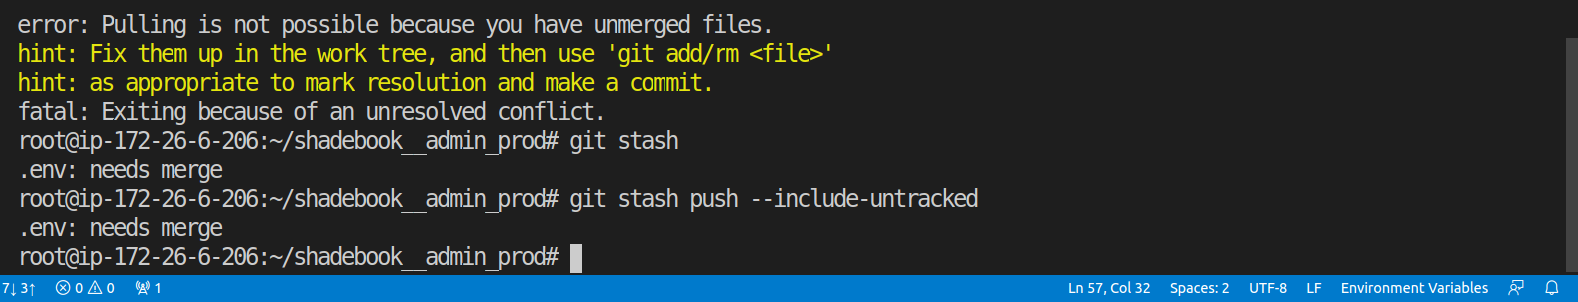 error: Pulling is not possible because you have unmerged files.
hint: Fix them up in the work tree, and then use 'git add/rm <file>'
hint: as appropriate to mark resolution and make a commit.
fatal: Exiting because of an unresolved conflict.
root@ip-172-26-6-206:~/shadebook__admin_prod# git stash
.env: needs merge
root@ip-172-26-6-206:~/shadebook__admin_prod# git stash push --include-untracked
.env: needs merge
root@ip-172-26-6-206:~/shadebook__admin_prod#
7↓ 3↑ 0 0 1 Ln 57, Col 32 Spaces: 2 UTF-8 LF Environment Variables